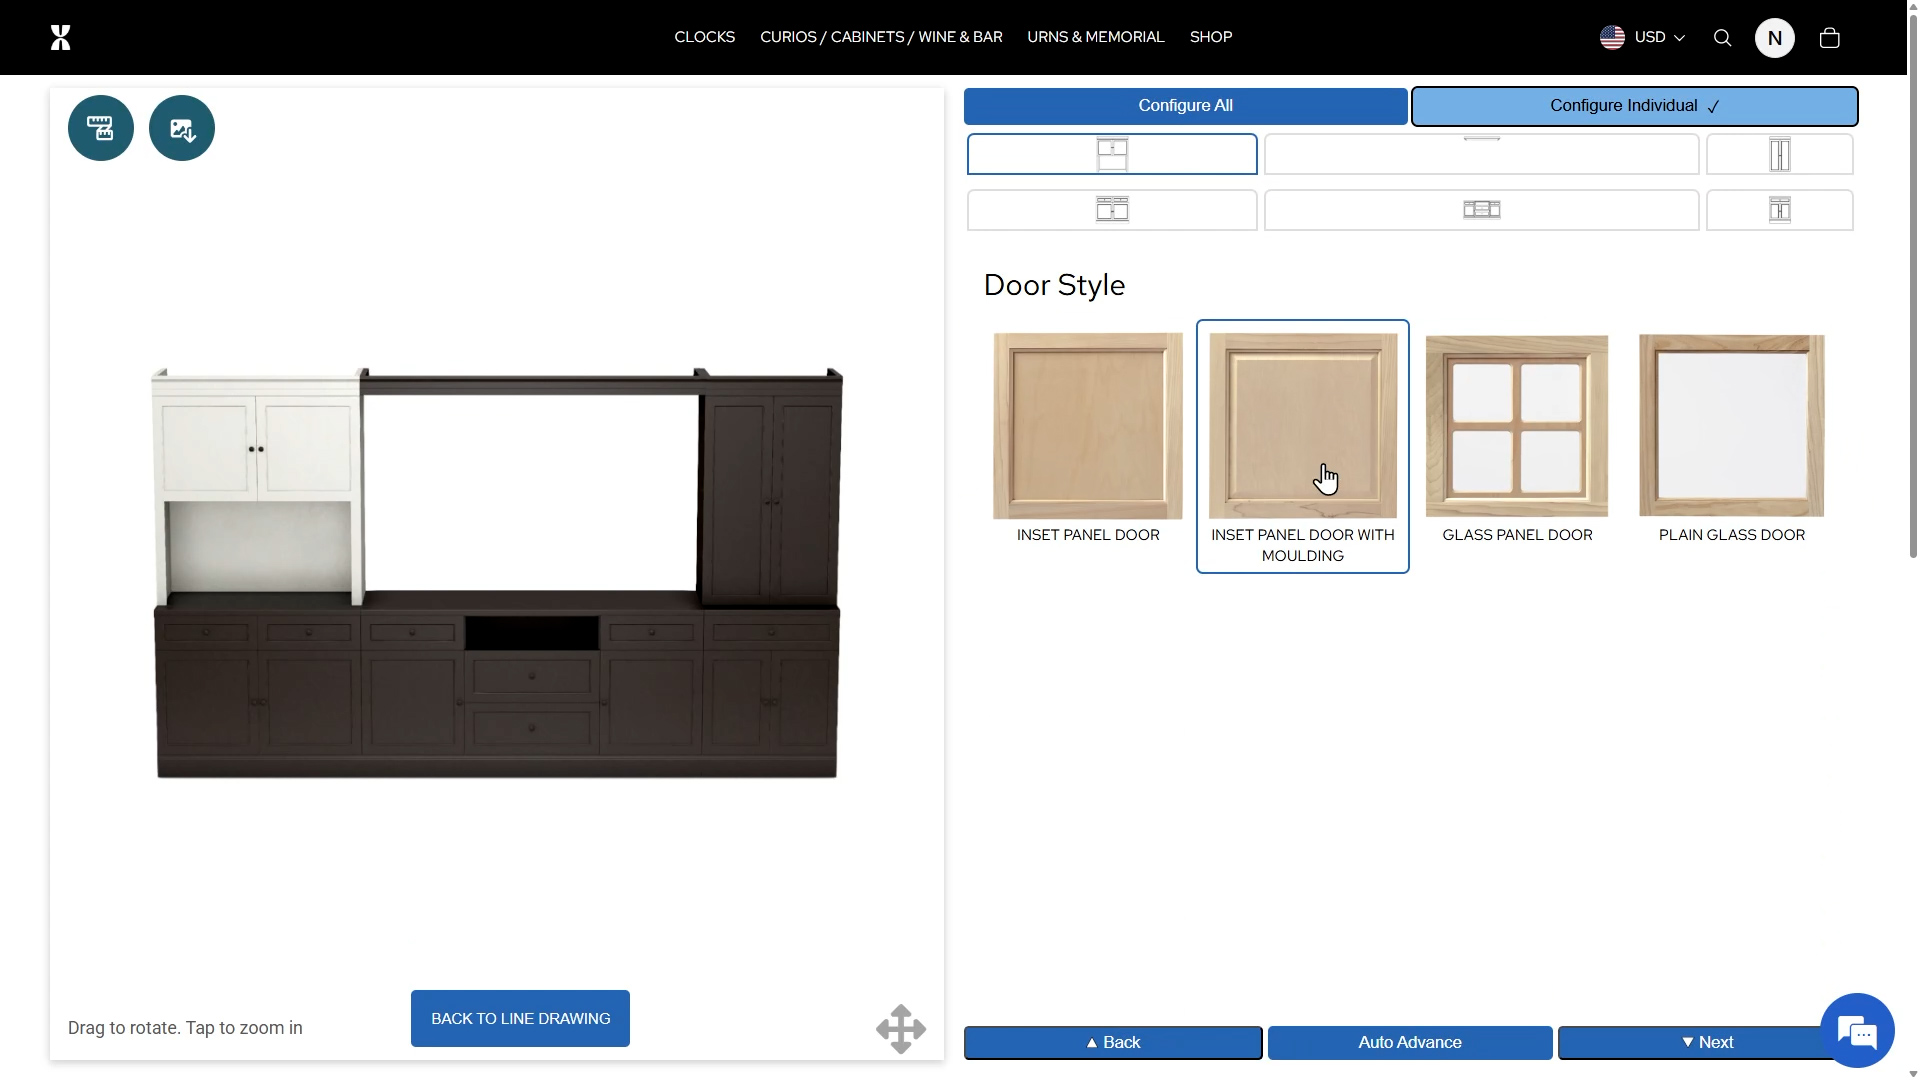 CLOCKS
CURIOS / CABINETS / WINE & BAR
URNS & MEMORIAL
SHOP
USD
N
Configure All
Configure Individual ✓
Door Style
INSET PANEL DOOR
INSET PANEL DOOR WITH
MOULDING
GLASS PANEL DOOR
PLAIN GLASS DOOR
Drag to rotate. Tap to zoom in
BACK TO LINE DRAWING
▲ Back
Auto Advance
▼ Next